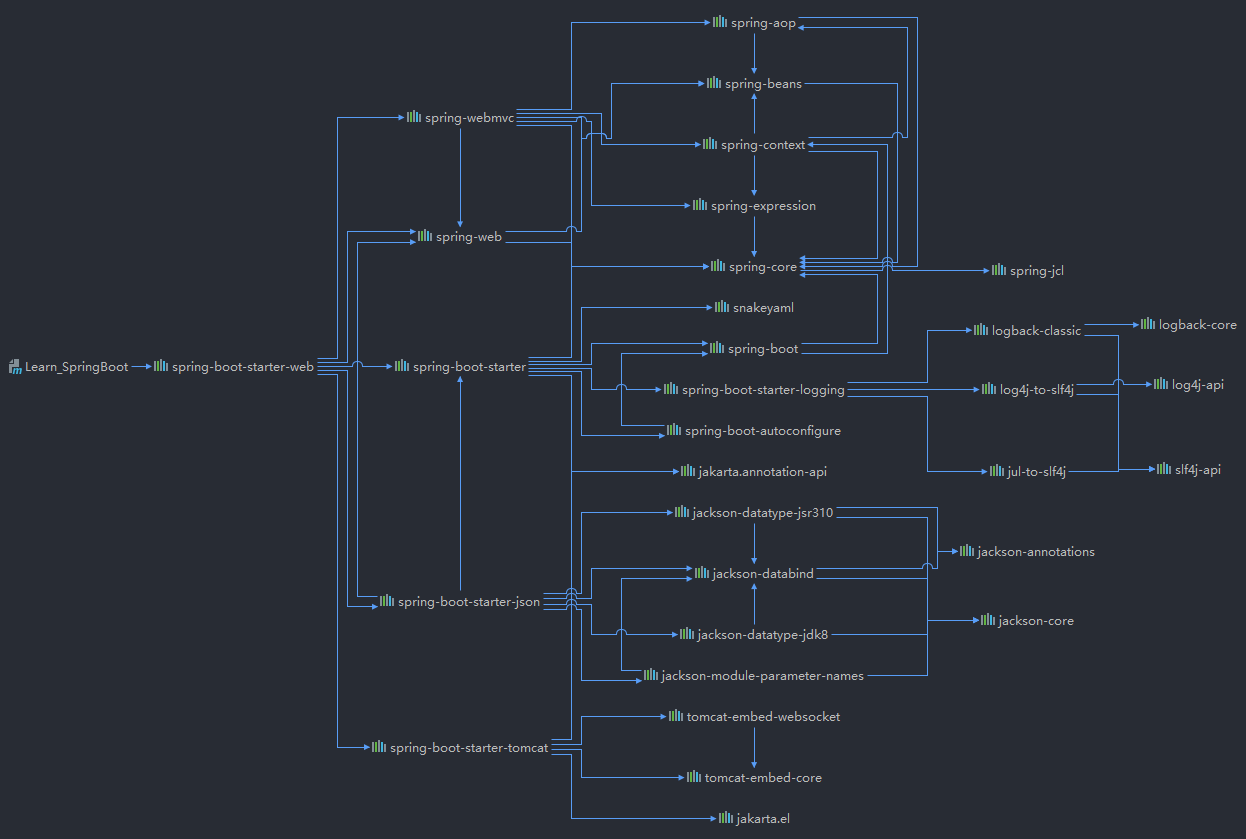 spring-aop
spring-beans
spring-webmvc
spring-context
spring-expression
spring-web
spring-core
spring-jcl
snakeyaml
logback-classic
logback-core
spring-boot
Learn_SpringBoot
spring-boot-starter-web
spring-boot-starter
spring-boot-starter-logging
log4j-to-slf4j
log4j-api
spring-boot-autoconfigure
jakarta.annotation-api
jul-to-slf4j
slf4j-api
jackson-datatype-jsr310
jackson-annotations
jackson-databind
spring-boot-starter-json
jackson-core
jackson-datatype-jdk8
jackson-module-parameter-names
tomcat-embed-websocket
spring-boot-starter-tomcat
tomcat-embed-core
jakarta.el